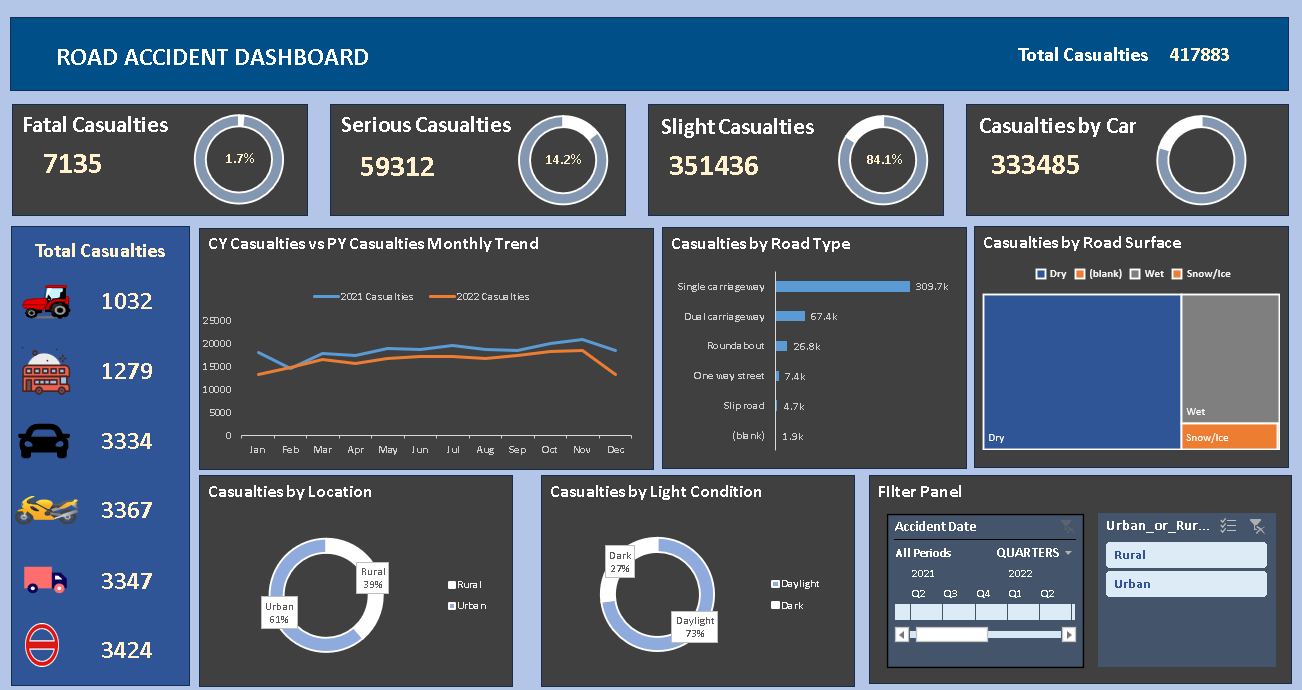 ROAD ACCIDENT DASHBOARD
Total Casualties 417883
Fatal Casualties
7135
1.7%
Serious Casualties
59312
14.2%
Slight Casualties
351436
84.1%
Casualties by Car
333485
Total Casualties
1032
1279
3334
3367
3347
3424
CY Casualties vs PY Casualties Monthly Trend
2021 Casualties 2022 Casualties
25000
20000
15000
10000
5000
0
Jan Feb Mar Apr May Jun Jul Aug Sep Oct Nov Dec
Casualties by Road Type
Single carriageway 309.7k
Dual carriageway 67.4k
Roundabout 26.8k
One way street 7.4k
Slip road 4.7k
(blank) 1.9k
Casualties by Road Surface
Dry (blank) Wet Snow/Ice
Wet
Dry
Snow/Ice
Casualties by Location
Rural
39%
Urban
61%
Rural
Urban
Casualties by Light Condition
Dark
27%
Daylight
73%
Daylight
Dark
FIlter Panel
Accident Date
All Periods QUARTERS
2021 2022
Q2 Q3 Q4 Q1 Q2
Urban_or_Rur...
Rural
Urban